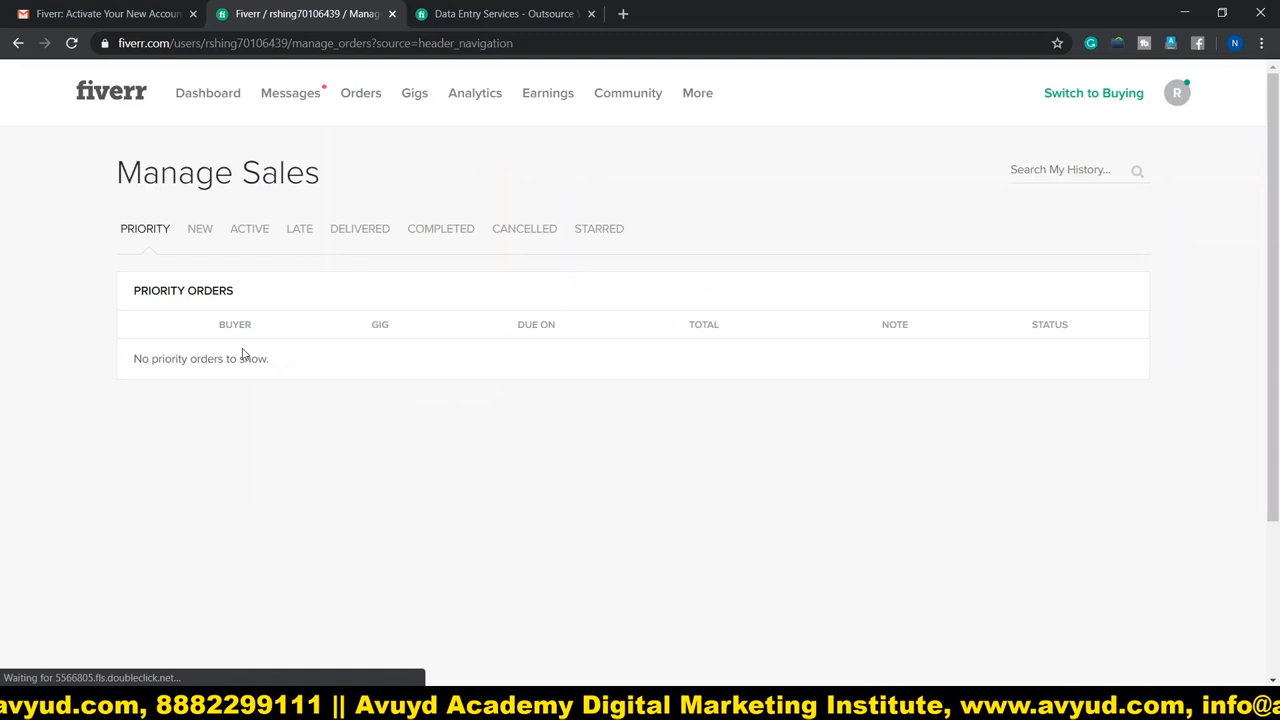 Fiverr: Activate Your New Accoun
Fiverr / rshing70106439 / Manag
Data Entry Services - Outsource
fiverr.com/users/rshing70106439/manage_orders?source=header_navigation
N
fiverr
Dashboard
Messages
Orders
Gigs
Analytics
Earnings
Community
More
Switch to Buying
R
Manage Sales
Search My History...
PRIORITY
NEW
ACTIVE
LATE
DELIVERED
COMPLETED
CANCELLED
STARRED
PRIORITY ORDERS
BUYER
GIG
DUE ON
TOTAL
NOTE
STATUS
No priority orders to show.
Waiting for 5566805.fls.doubleclick.net...
avyud.com, 8882299111 || Avuyd Academy Digital Marketing Institute, www.avyud.com, info@a